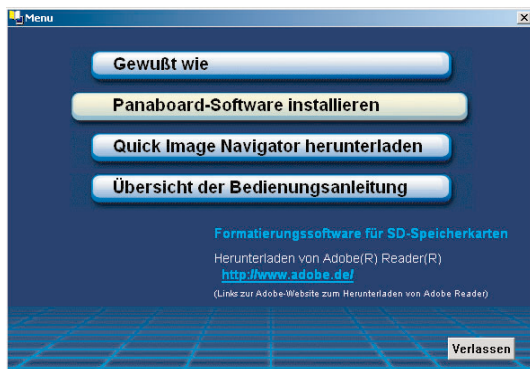 Menu
Gewußt wie
Panaboard-Software installieren
Quick Image Navigator herunterladen
Übersicht der Bedienungsanleitung
Formatierungssoftware für SD-Speicherkarten
Herunterladen von Adobe(R) Reader(R)
http://www.adobe.de/
(Links zur Adobe-Website zum Herunterladen von Adobe Reader)
Verlassen